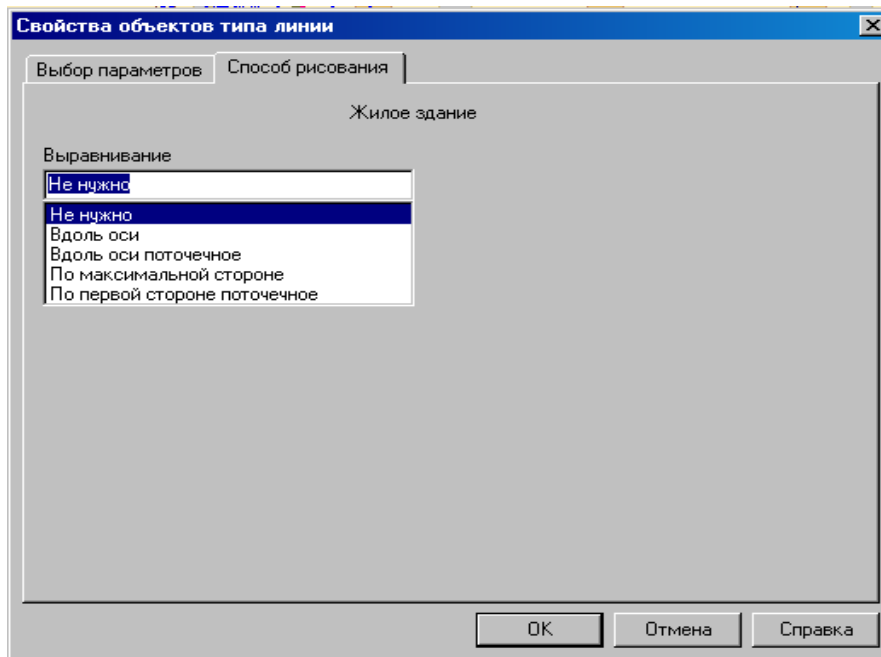 Свойства объектов типа линии
Выбор параметров
Способ рисования
Жилое здание
Выравнивание
Не нужно
Не нужно
Вдоль оси
Вдоль оси поточечное
По максимальной стороне
По первой стороне поточечное
OK
Отмена
Справка